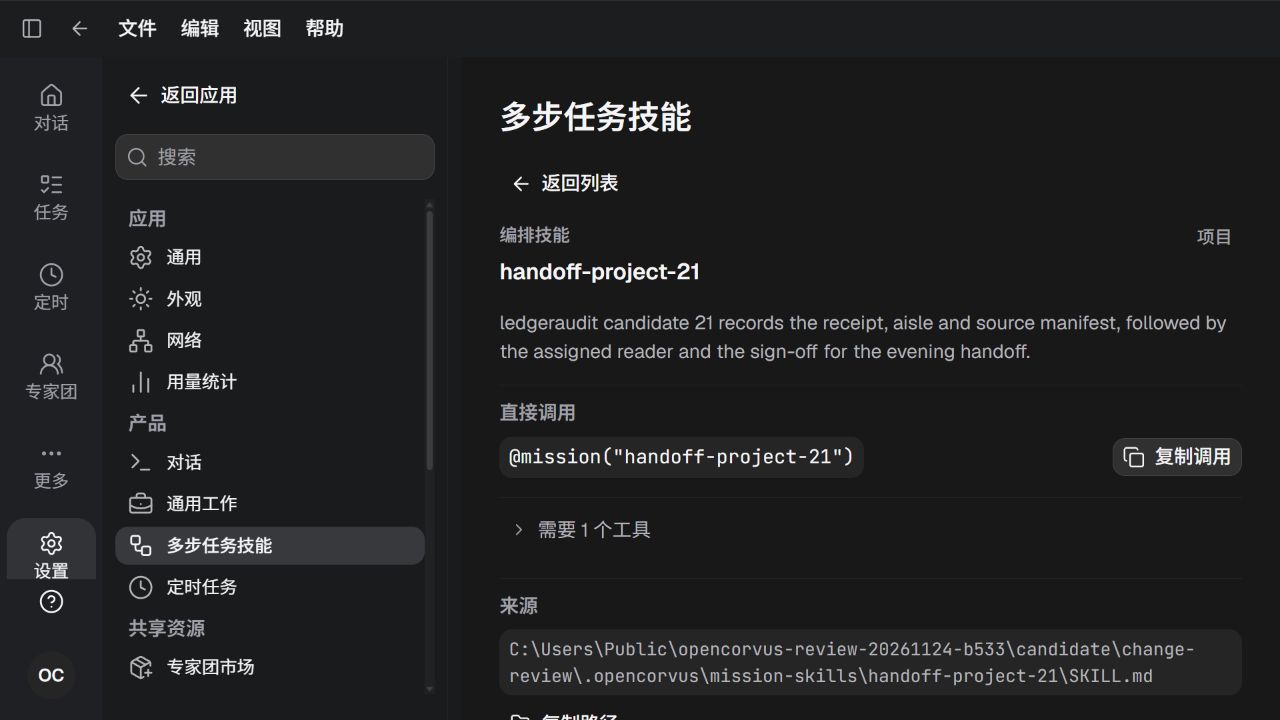 文件 编辑 视图 帮助
对话
任务
定时
专家团
更多
设置
OC
返回应用
搜索
应用
通用
外观
网络
用量统计
产品
对话
通用工作
多步任务技能
定时任务
共享资源
专家团市场
多步任务技能
返回列表
编排技能
项目
handoff-project-21
ledgeraudit candidate 21 records the receipt, aisle and source manifest, followed by
the assigned reader and the sign-off for the evening handoff.
直接调用
@mission("handoff-project-21")
复制调用
需要 1 个工具
来源
C:\Users\Public\opencorvus-review-20261124-b533\candidate\change-
review\.opencorvus\mission-skills\handoff-project-21\SKILL.md
复制路径